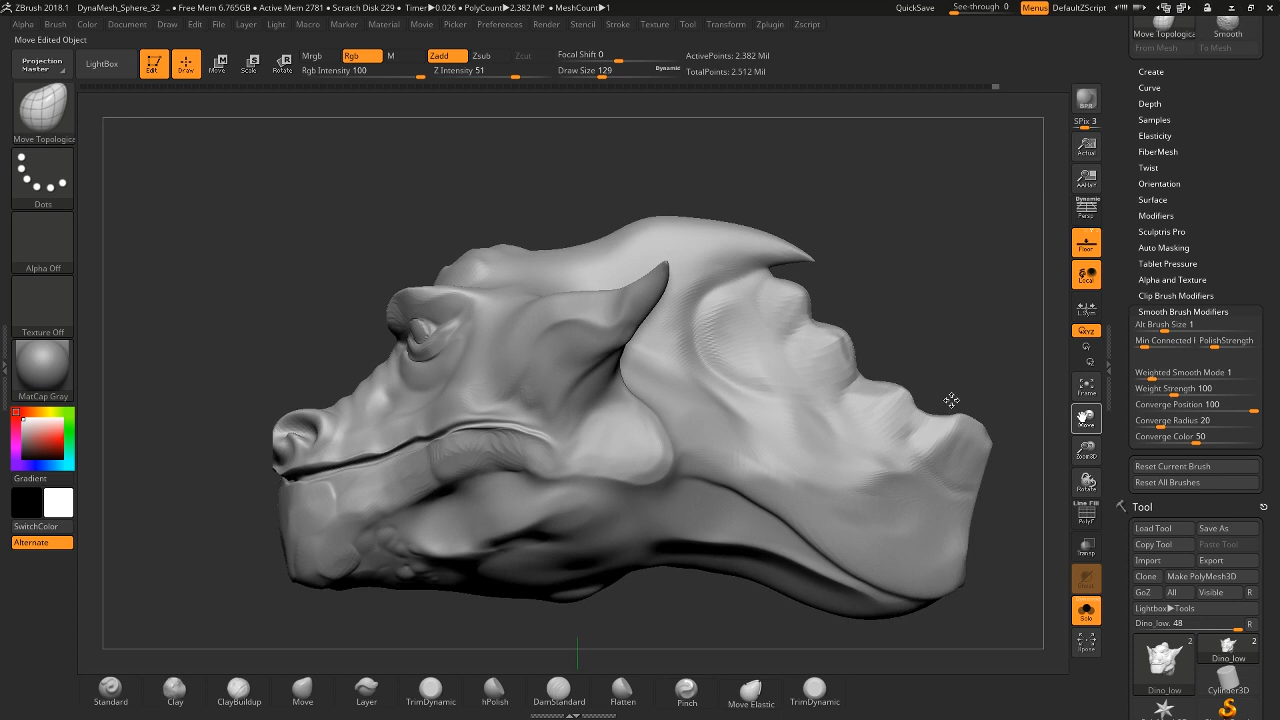 ZBrush 2018.1 DynaMesh_Sphere_32 • Free Mem 6.765GB • Active Mem 2781 • Scratch Disk 229 • Timer▶0.026 • PolyCount▶2.382 MP • MeshCount▶1 QuickSave See-through 0 Menus DefaultZScript
Alpha Brush Color Document Draw Edit File Layer Light Macro Marker Material Movie Picker Preferences Render Stencil Stroke Texture Tool Transform Zplugin Zscript
Move Edited Object
Projection Master
LightBox
Edit
Draw
Move
Scale
Rotate
Mrgb Rgb M
Rgb Intensity 100
Zadd Zsub Zcut
Z Intensity 51
Focal Shift 0
Draw Size 129 Dynamic
ActivePoints: 2.382 Mil
TotalPoints: 2.512 Mil
Move Topologica
Dots
Alpha Off
Texture Off
MatCap Gray
Gradient
SwitchColor
Alternate
BPR
SPix 3
Actual
AAHalf
Dynamic
Persp
Floor
Local
L.Sym
XYZ
Frame
Move
Zoom3D
Rotate
Line Fill
PolyF
Transp
Ghost
Dynamic
Solo
Xpose
Move Topologica Smooth
From Mesh To Mesh
Create
Curve
Depth
Samples
Elasticity
FiberMesh
Twist
Orientation
Surface
Modifiers
Sculptris Pro
Auto Masking
Tablet Pressure
Alpha and Texture
Clip Brush Modifiers
Smooth Brush Modifiers
Alt Brush Size 1
Min Connected I PolishStrength
Weighted Smooth Mode 1
Weight Strength 100
Converge Position 100
Converge Radius 20
Converge Color 50
Reset Current Brush
Reset All Brushes
Tool
Load Tool Save As
Copy Tool Paste Tool
Import Export
Clone Make PolyMesh3D
GoZ All Visible R
Lightbox▶Tools
Dino_low. 48 R
2 2
Dino_low
Dino_low Cylinder3D
Standard Clay ClayBuildup Move Layer TrimDynamic hPolish DamStandard Flatten Pinch Move Elastic TrimDynamic